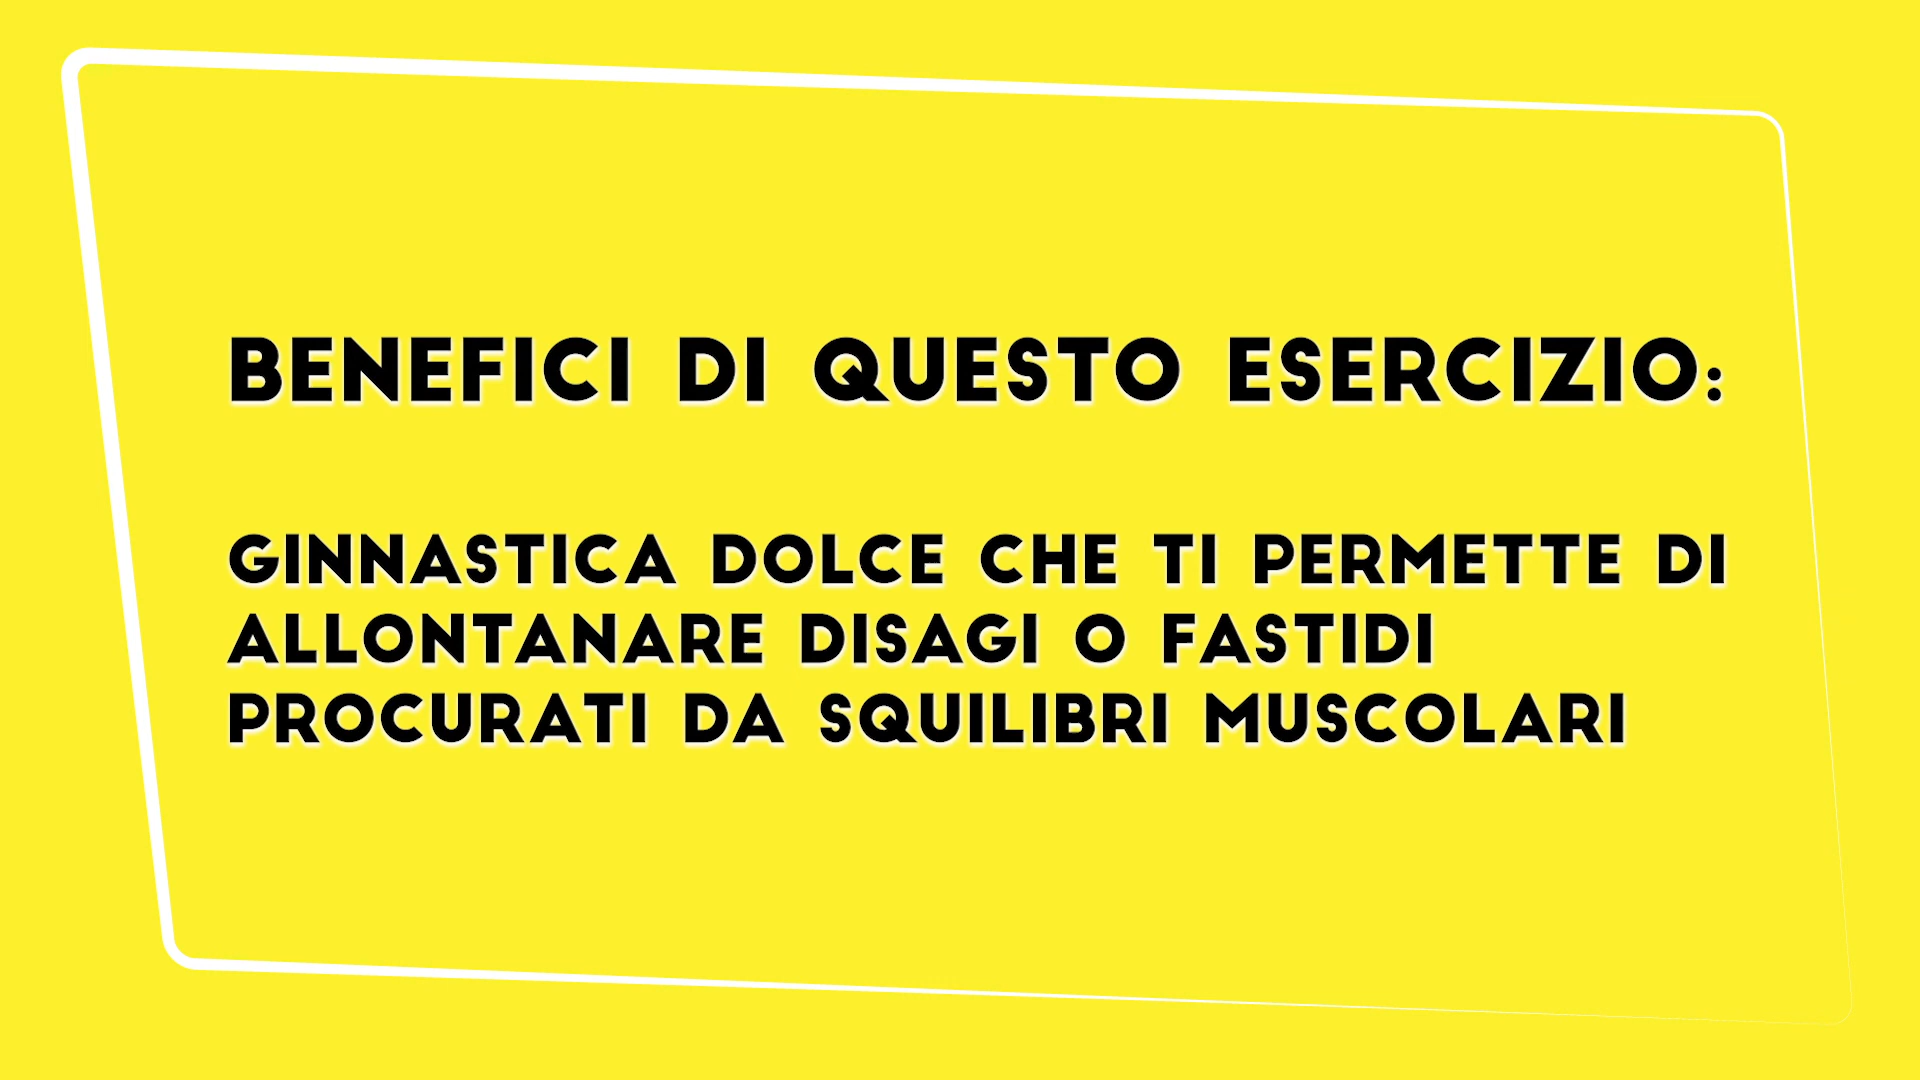 BENEFICI DI QUESTO ESERCIZIO:
GINNASTICA DOLCE CHE TI PERMETTE DI
ALLONTANARE DISAGI O FASTIDI
PROCURATI DA SQUILIBRI MUSCOLARI